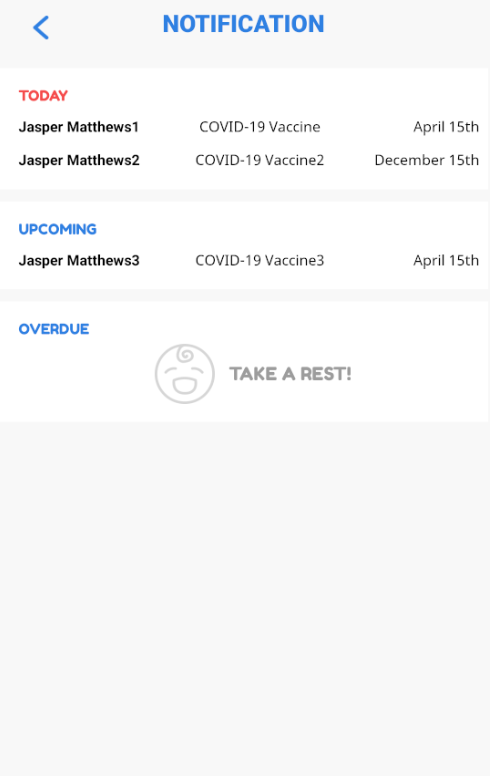 NOTIFICATION
TODAY
Jasper Matthews1 COVID-19 Vaccine April 15th
Jasper Matthews2 COVID-19 Vaccine2 December 15th
UPCOMING
Jasper Matthews3 COVID-19 Vaccine3 April 15th
OVERDUE
TAKE A REST!